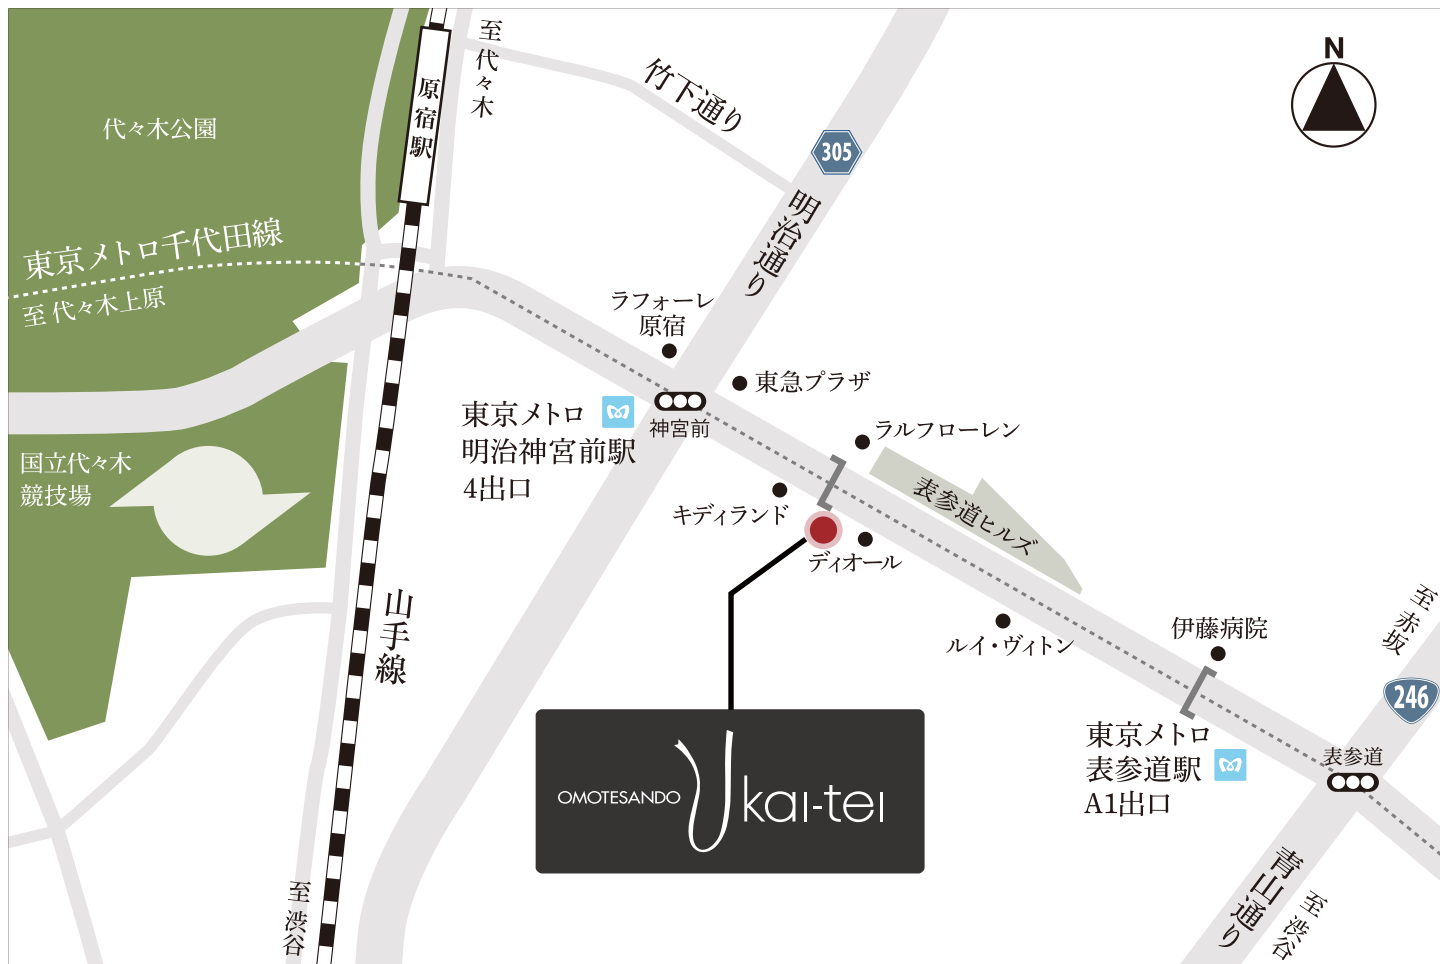 N
至代々木
原宿駅
竹下通り
代々木公園
305
明治通り
東京メトロ千代田線
至 代々木上原
ラフォーレ
原宿
東急プラザ
東京メトロ
明治神宮前駅
4出口
神宮前
ラルフローレン
国立代々木
競技場
キディランド
表参道ヒルズ
ディオール
山手線
ルイ・ヴィトン
伊藤病院
至 赤坂
246
東京メトロ
表参道駅
A1出口
表参道
OMOTESANDO Ukai-tei
青山通り
至 渋谷
至 渋谷